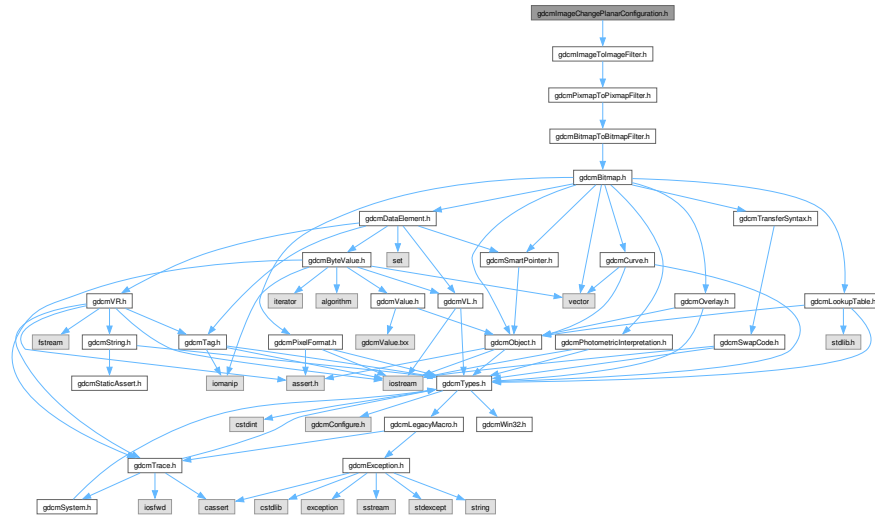 gdcmImageChangePlanarConfiguration.h
gdcmImageToImageFilter.h
gdcmPixmapToPixmapFilter.h
gdcmBitmapToBitmapFilter.h
gdcmBitmap.h
gdcmDataElement.h
gdcmTransferSyntax.h
gdcmByteValue.h
set
gdcmSmartPointer.h
gdcmCurve.h
gdcmVR.h
iterator
algorithm
gdcmValue.h
gdcmVL.h
vector
gdcmOverlay.h
gdcmLookupTable.h
fstream
gdcmString.h
gdcmTag.h
gdcmPixelFormat.h
gdcmValue.txx
gdcmObject.h
gdcmPhotometricInterpretation.h
gdcmSwapCode.h
stdlib.h
gdcmStaticAssert.h
iomanip
assert.h
iostream
gdcmTypes.h
cstdint
gdcmConfigure.h
gdcmLegacyMacro.h
gdcmWin32.h
gdcmTrace.h
gdcmException.h
gdcmSystem.h
iosfwd
cassert
cstdlib
exception
sstream
stdexcept
string